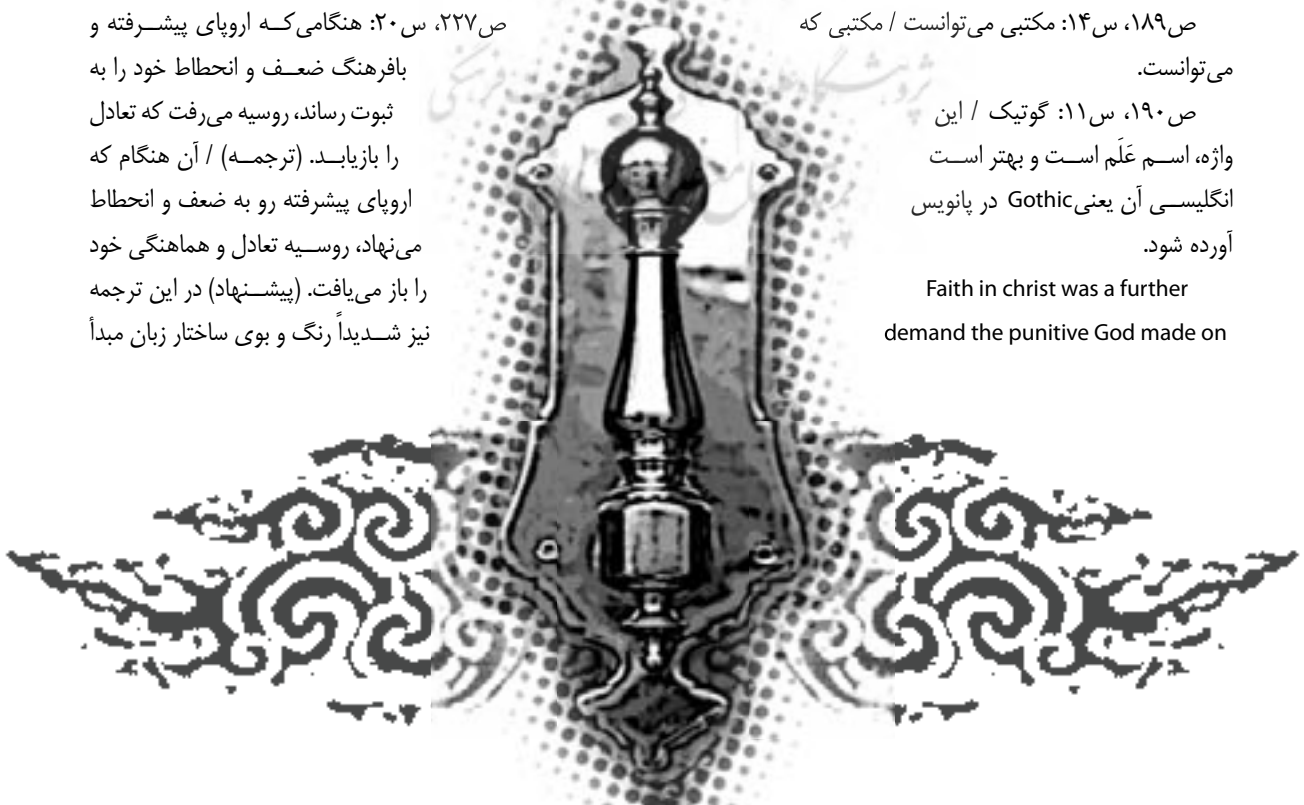 ص۱۸۹، س۱۴: مکتبی می‌توانست / مکتبی که
می‌توانست.
ص۱۹۰، س۱۱: گوتیک / این
واژه، اسم عَلَم است و بهتر است
انگلیسی آن یعنی Gothic در پانویس
آورده شود.
Faith in christ was a further
demand the punitive God made on
ص۲۲۷، س۲۰: هنگامی‌که اروپای پیشرفته و
بافرهنگ ضعف و انحطاط خود را به
ثبوت رساند، روسیه می‌رفت که تعادل
را بازیابد. (ترجمه) / آن هنگام که
اروپای پیشرفته رو به ضعف و انحطاط
می‌نهاد، روسیه تعادل و هماهنگی خود
را باز می‌یافت. (پیشنهاد) در این ترجمه
نیز شدیداً رنگ و بوی ساختار زبان مبدأ